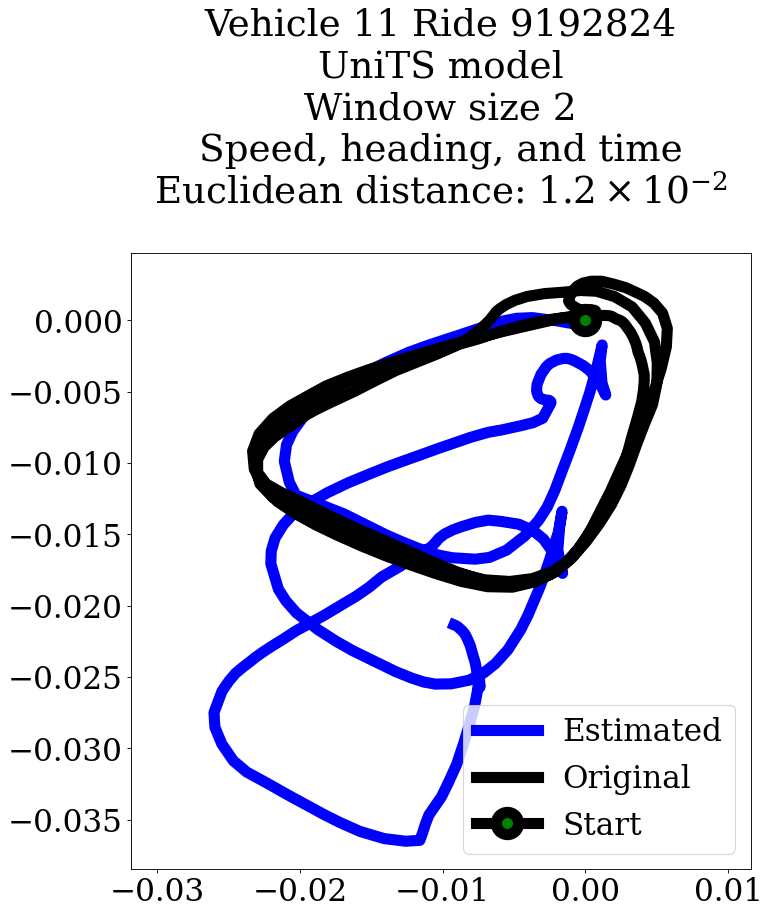 Vehicle 11 Ride 9192824
UniTS model
Window size 2
Speed, heading, and time
Euclidean distance: 1.2 × 10⁻²
0.000
−0.005
−0.010
−0.015
−0.020
−0.025
−0.030
−0.035
Estimated
Original
Start
−0.03 −0.02 −0.01 0.00 0.01